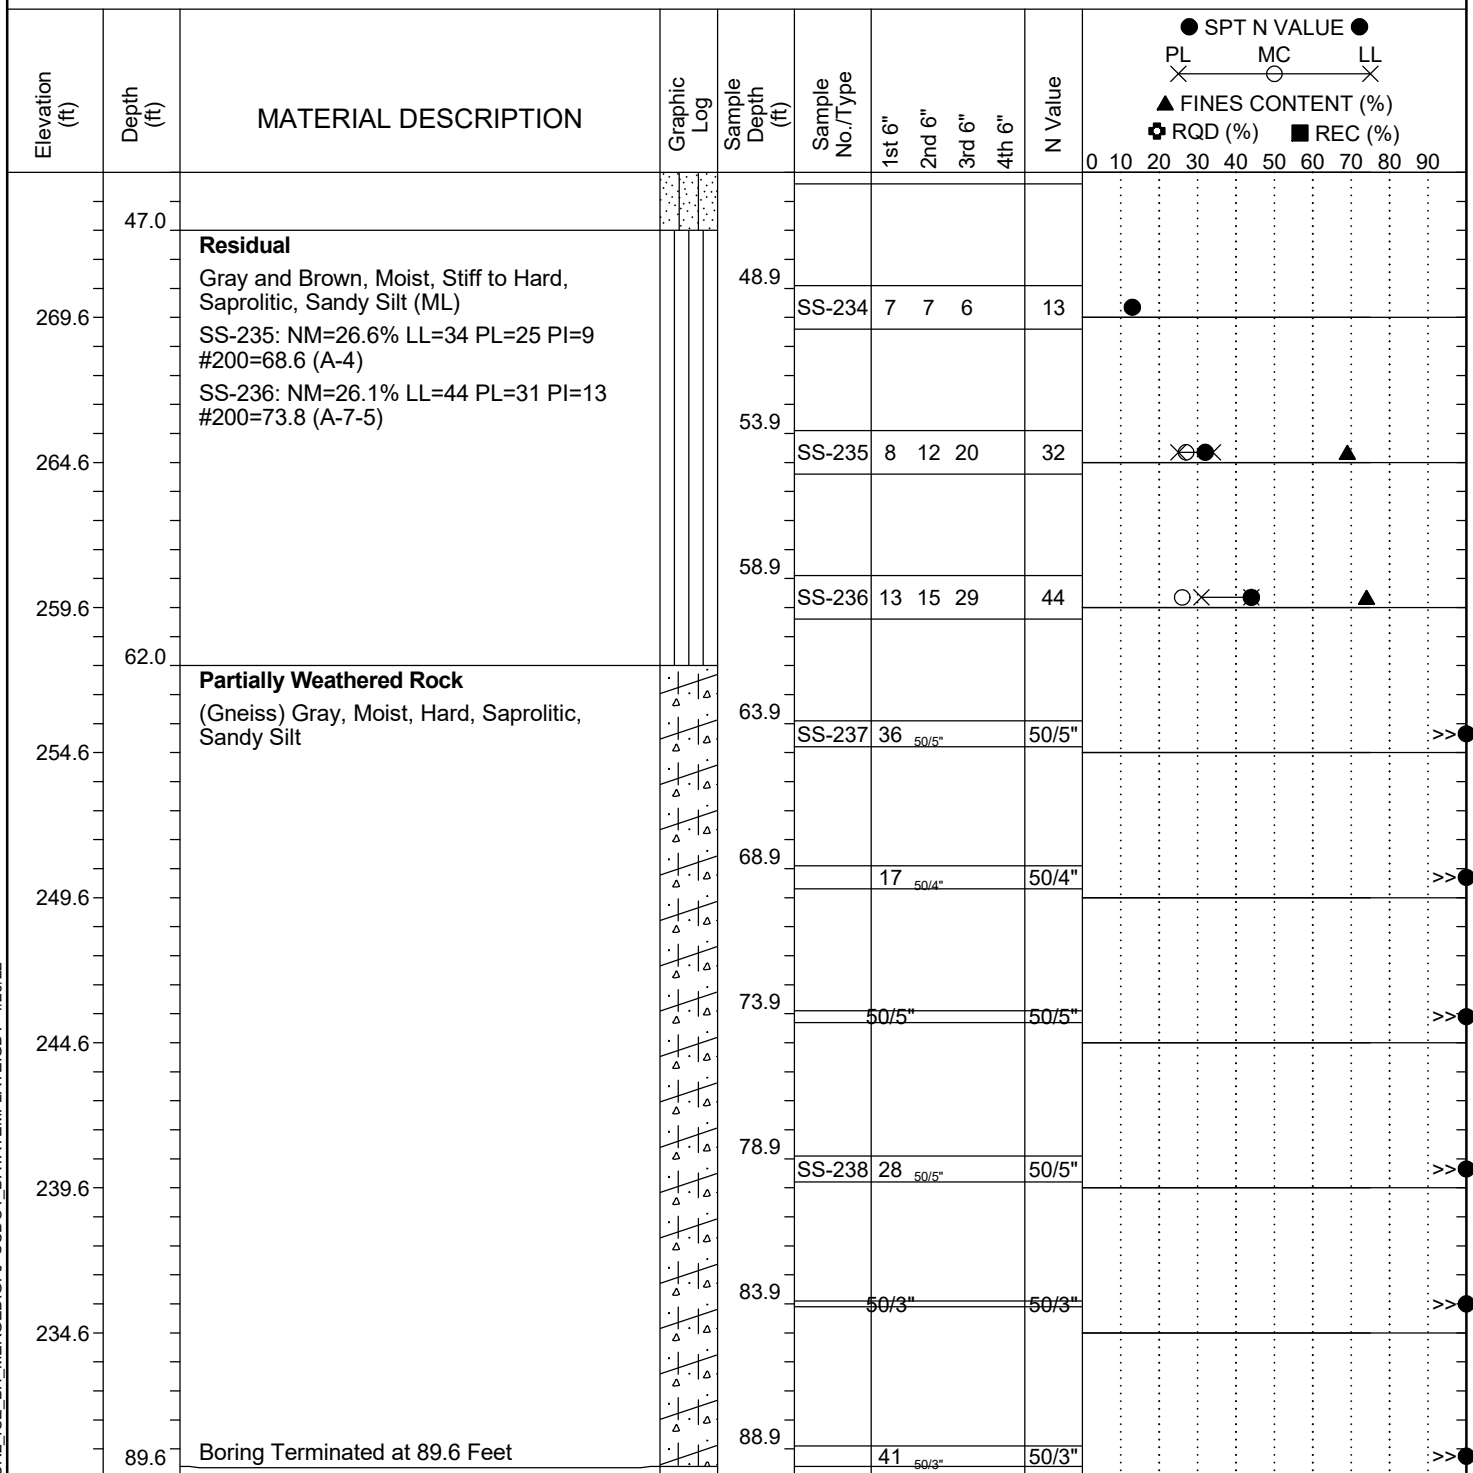 Elevation (ft)
Depth (ft)
MATERIAL DESCRIPTION
Graphic Log
Sample Depth (ft)
Sample No./Type
1st 6"
2nd 6"
3rd 6"
4th 6"
N Value
SPT N VALUE
PL MC LL
FINES CONTENT (%)
RQD (%) REC (%)
0 10 20 30 40 50 60 70 80 90
47.0
Residual
Gray and Brown, Moist, Stiff to Hard,
Saprolitic, Sandy Silt (ML)
SS-235: NM=26.6% LL=34 PL=25 PI=9
#200=68.6 (A-4)
SS-236: NM=26.1% LL=44 PL=31 PI=13
#200=73.8 (A-7-5)
48.9
SS-234 7 7 6 13
269.6
53.9
SS-235 8 12 20 32
264.6
58.9
SS-236 13 15 29 44
259.6
62.0
Partially Weathered Rock
(Gneiss) Gray, Moist, Hard, Saprolitic,
Sandy Silt
63.9
SS-237 36 50/5" 50/5" >>
254.6
68.9
17 50/4" 50/4" >>
249.6
73.9
50/5" 50/5" >>
244.6
78.9
SS-238 28 50/5" 50/5" >>
239.6
83.9
50/3" 50/3" >>
234.6
88.9
89.6 Boring Terminated at 89.6 Feet
41 50/3" 50/3" >>